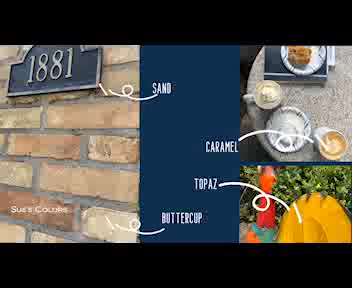 1881
SAND
CARAMEL
TOPAZ
SUE'S COLORS
BUTTERCUP